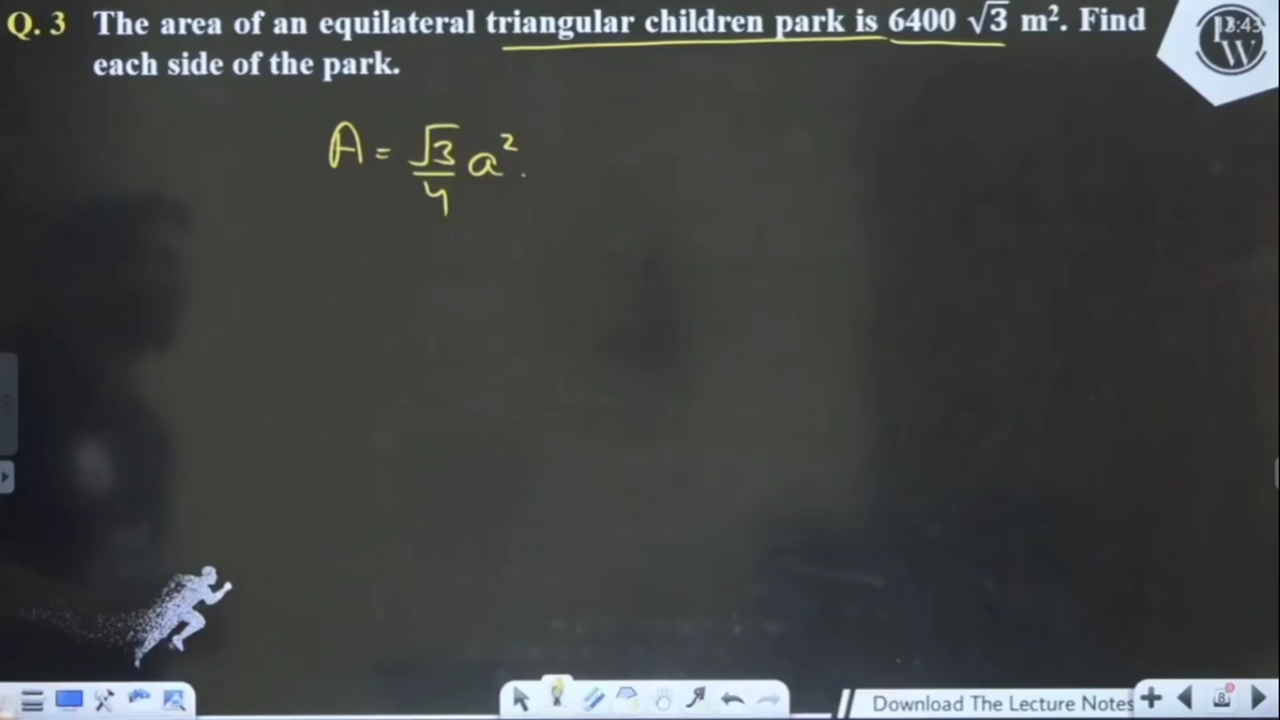 Q. 3 The area of an equilateral triangular children park is 6400 √3 m². Find
each side of the park.
A = √3/4 a².
Download The Lecture Notes